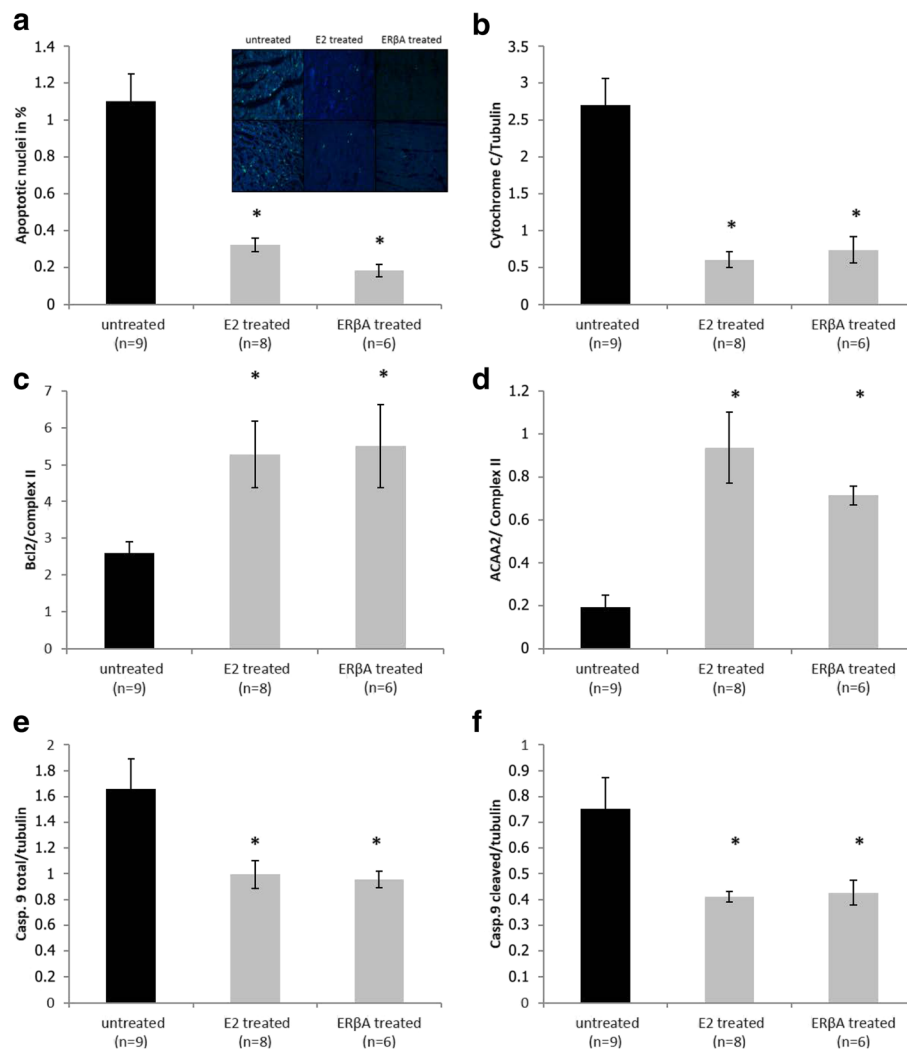 a
untreated E2 treated ERβA treated
1.4
1.2
1
0.8
0.6
0.4
0.2
0
Apoptotic nuclei in %
*
*
untreated E2 treated ERβA treated
(n=9) (n=8) (n=6)
b
3.5
3
2.5
2
1.5
1
0.5
0
Cytochrome C/Tubulin
*
*
untreated E2 treated ERβA treated
(n=9) (n=8) (n=6)
c
7
6
5
4
3
2
1
0
Bcl2/complex II
*
*
untreated E2 treated ERβA treated
(n=9) (n=8) (n=6)
d
1.2
1
0.8
0.6
0.4
0.2
0
ACAA2/ Complex II
*
*
untreated E2 treated ERβA treated
(n=9) (n=8) (n=6)
e
2
1.8
1.6
1.4
1.2
1
0.8
0.6
0.4
0.2
0
Casp. 9 total/tubulin
*
*
untreated E2 treated ERβA treated
(n=9) (n=8) (n=6)
f
1
0.9
0.8
0.7
0.6
0.5
0.4
0.3
0.2
0.1
0
Casp.9 cleaved/tubulin
*
*
untreated E2 treated ERβA treated
(n=9) (n=8) (n=6)